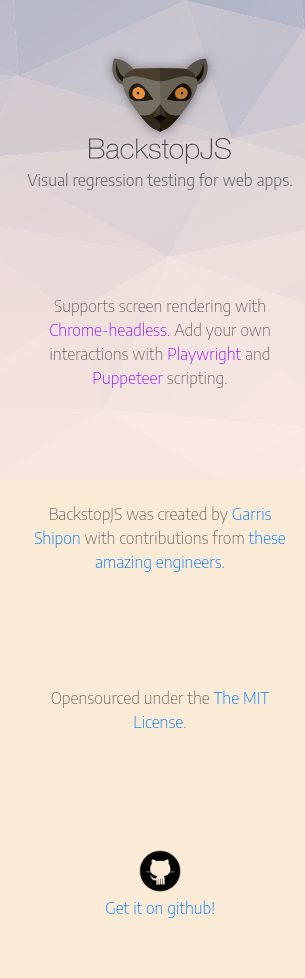 BackstopJS
Visual regression testing for web apps.
Supports screen rendering with
Chrome-headless. Add your own
interactions with Playwright and
Puppeteer scripting.
BackstopJS was created by Garris
Shipon with contributions from these
amazing engineers.
Opensourced under the The MIT
License.
Get it on github!